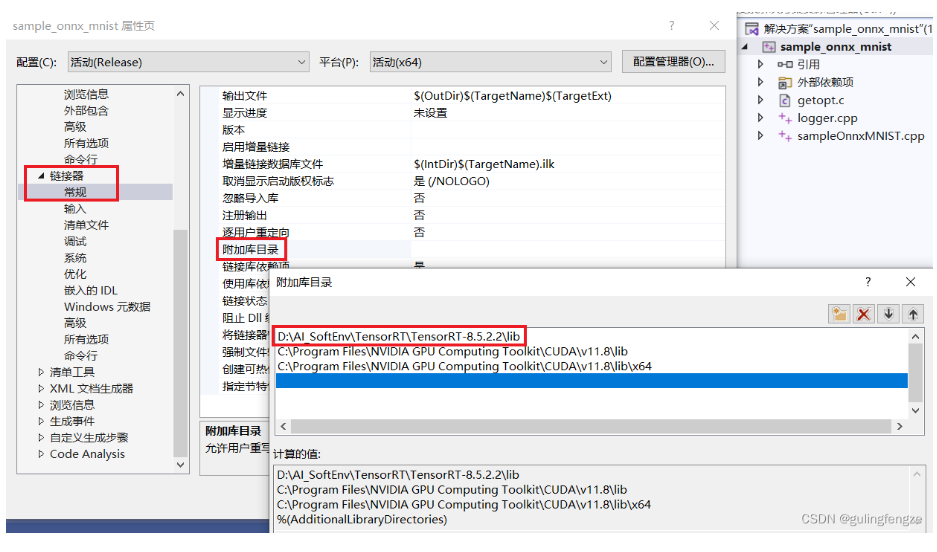 sample_onnx_mnist 属性页
配置(C): 活动(Release) 平台(P): 活动(x64) 配置管理器(O)...
浏览信息
外部包含
高级
所有选项
命令行
链接器
常规
输入
清单文件
调试
系统
优化
嵌入的 IDL
Windows 元数据
高级
所有选项
命令行
清单工具
XML 文档生成器
浏览信息
生成事件
自定义生成步骤
Code Analysis
输出文件 $(OutDir)$(TargetName)$(TargetExt)
显示进度 未设置
版本
启用增量链接
增量链接数据库文件 $(IntDir)$(TargetName).ilk
取消显示启动版权标志 是 (/NOLOGO)
忽略导入库 否
注册输出 否
逐用户重定向 否
附加库目录
链接库依赖项 是
使用库依
链接状态
阻止 Dll
将链接器
强制文件
创建可热
指定节特
附加库目录
允许用户重写
附加库目录
D:\AI_SoftEnv\TensorRT\TensorRT-8.5.2.2\lib
C:\Program Files\NVIDIA GPU Computing Toolkit\CUDA\v11.8\lib
C:\Program Files\NVIDIA GPU Computing Toolkit\CUDA\v11.8\lib\x64
计算的值:
D:\AI_SoftEnv\TensorRT\TensorRT-8.5.2.2\lib
C:\Program Files\NVIDIA GPU Computing Toolkit\CUDA\v11.8\lib
C:\Program Files\NVIDIA GPU Computing Toolkit\CUDA\v11.8\lib\x64
%(AdditionalLibraryDirectories)
解决方案"sample_onnx_mnist"(1
sample_onnx_mnist
引用
外部依赖项
getopt.c
logger.cpp
sampleOnnxMNIST.cpp
CSDN @gulingfengze